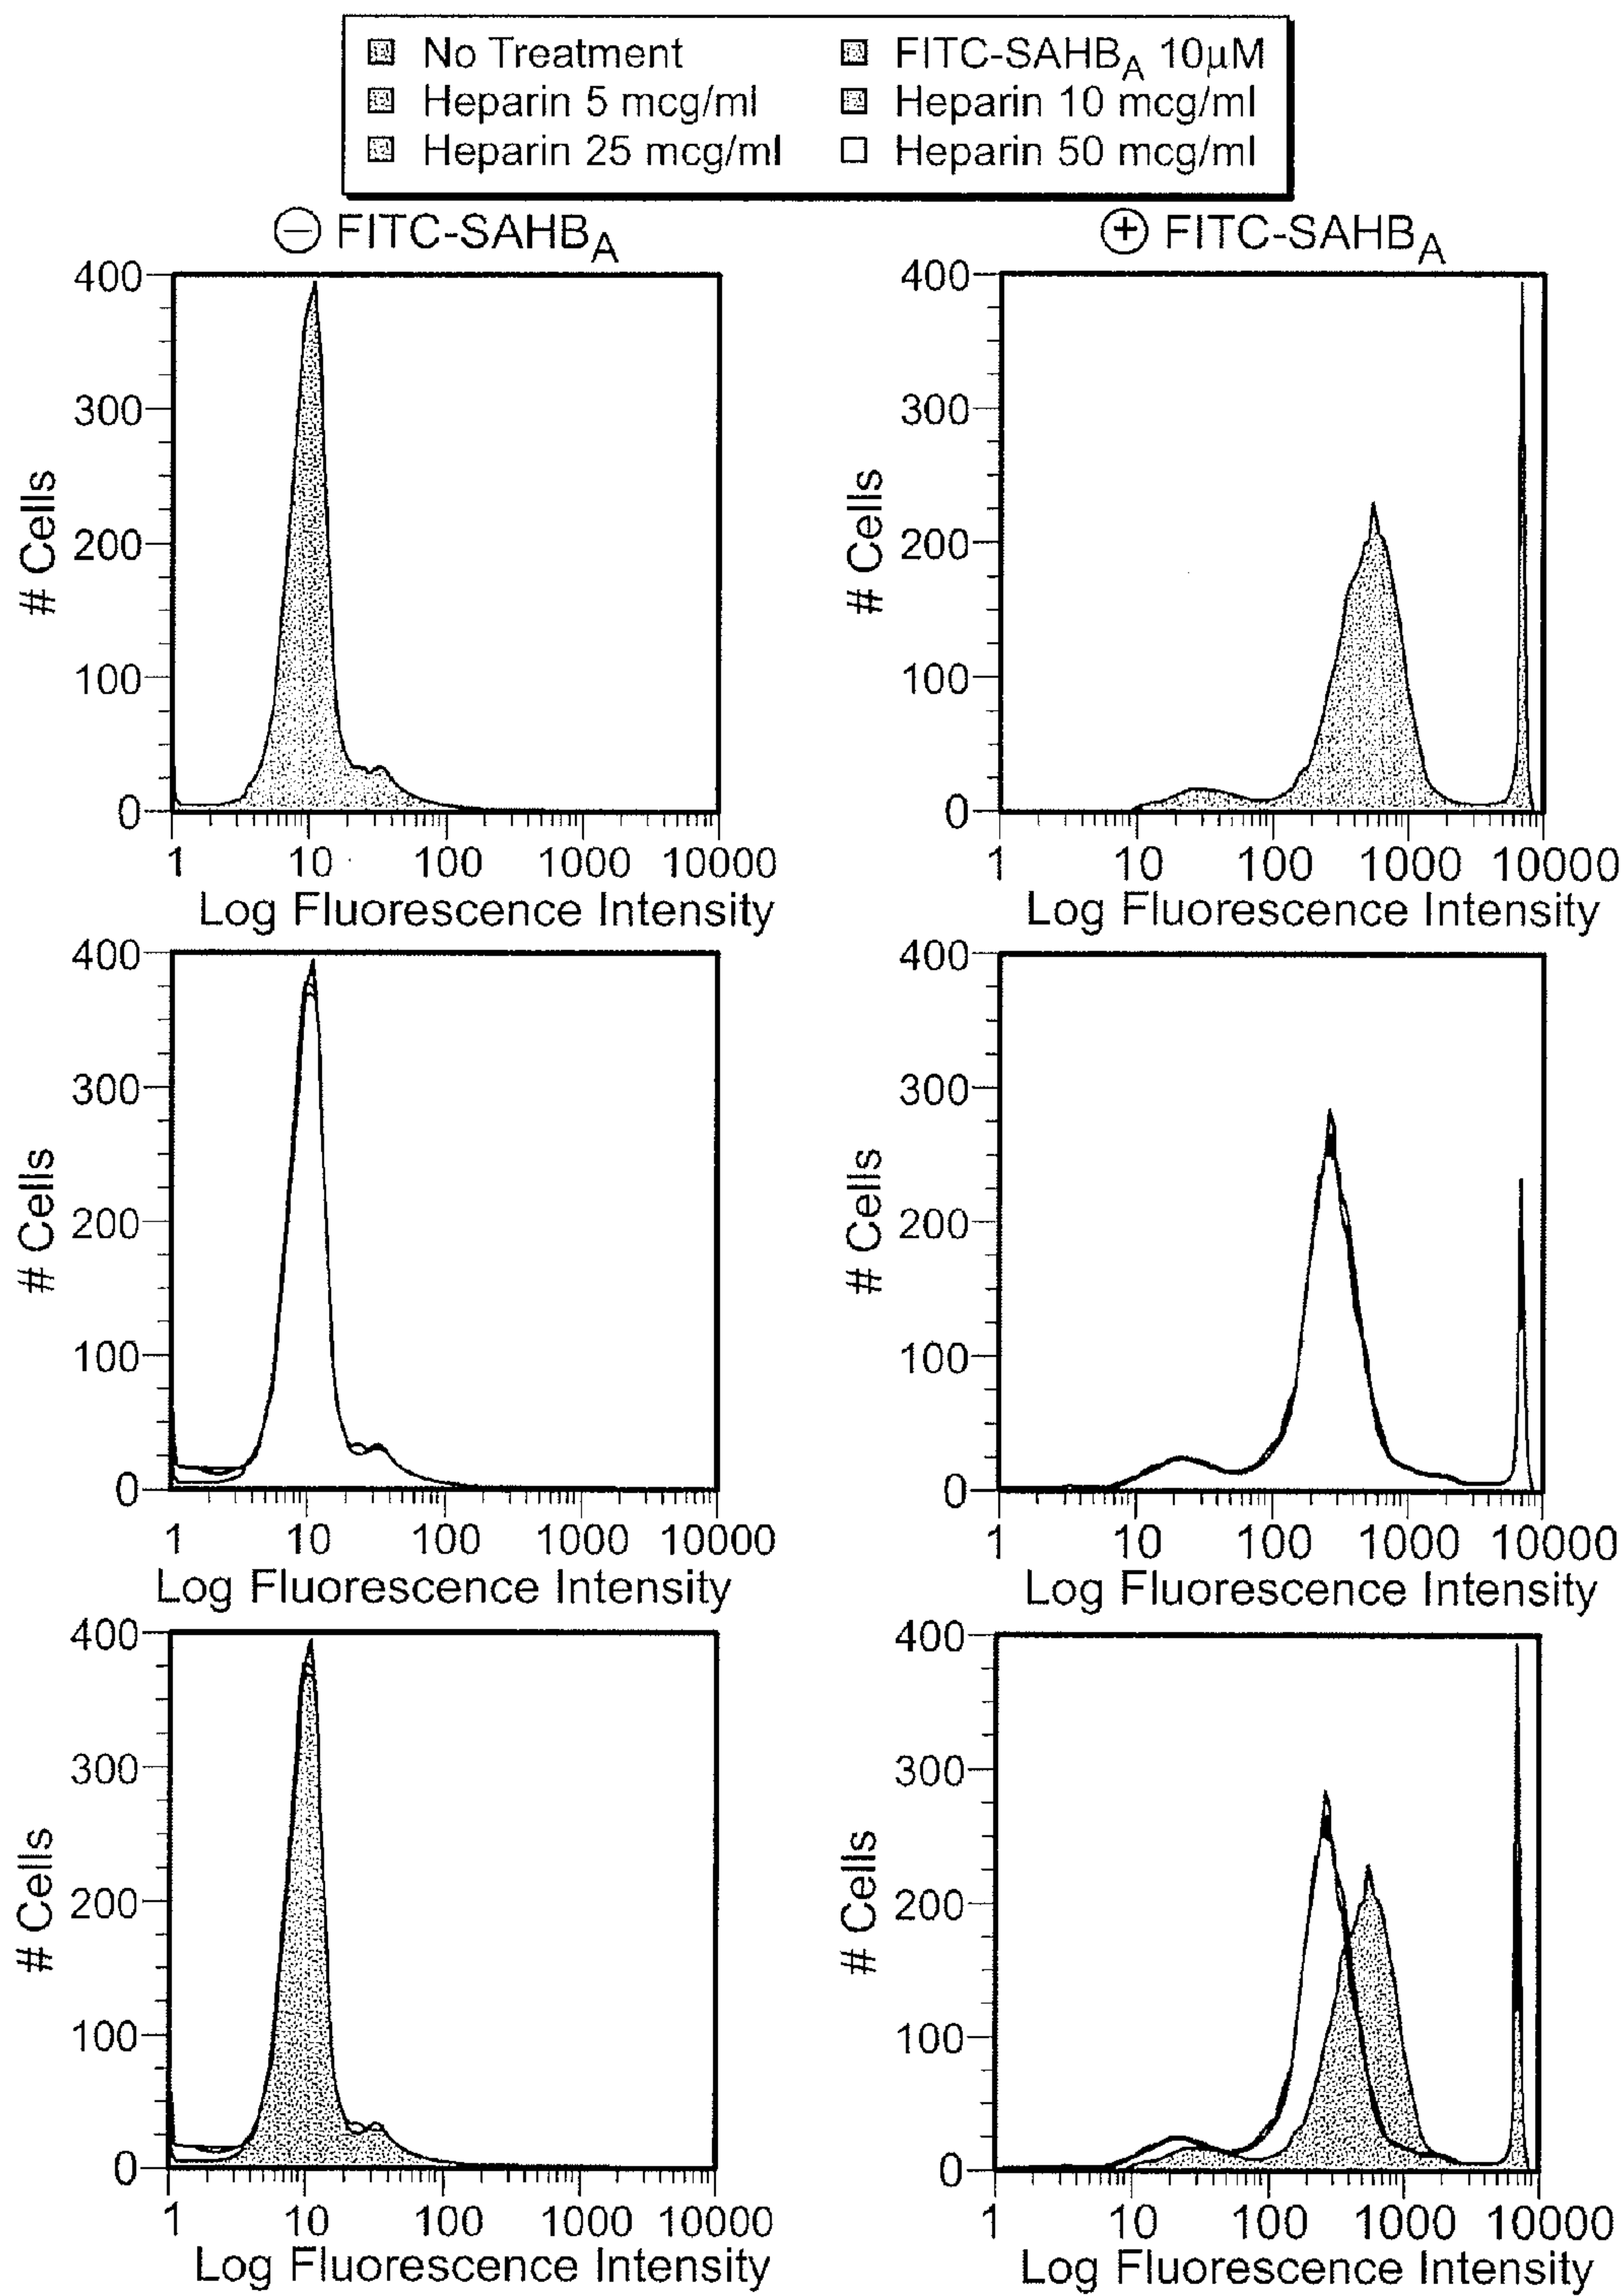 No Treatment FITC-SAHBA 10μM
Heparin 5 mcg/ml Heparin 10 mcg/ml
Heparin 25 mcg/ml Heparin 50 mcg/ml
⊖ FITC-SAHBA
400
300
200
100
0
# Cells
1 10 100 1000 10000
Log Fluorescence Intensity
⊕ FITC-SAHBA
400
300
200
100
0
# Cells
1 10 100 1000 10000
Log Fluorescence Intensity
400
300
200
100
0
# Cells
1 10 100 1000 10000
Log Fluorescence Intensity
400
300
200
100
0
# Cells
1 10 100 1000 10000
Log Fluorescence Intensity
400
300
200
100
0
# Cells
1 10 100 1000 10000
Log Fluorescence Intensity
400
300
200
100
0
# Cells
1 10 100 1000 10000
Log Fluorescence Intensity